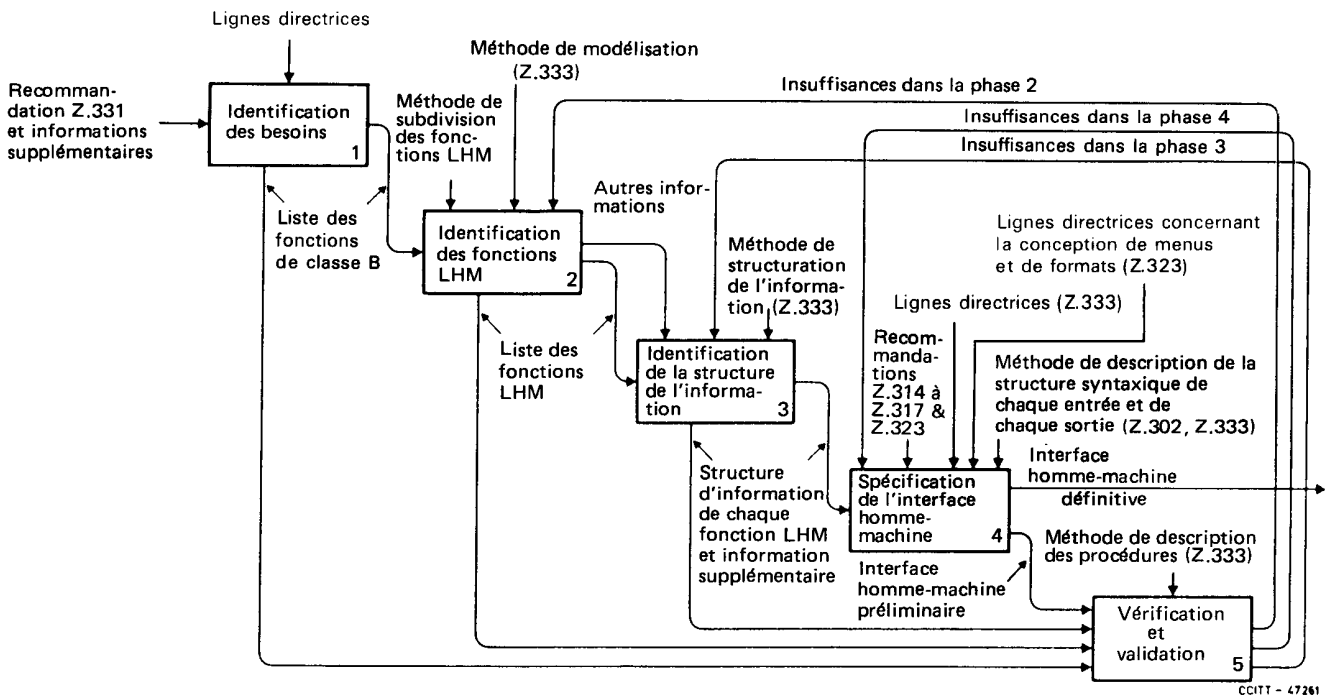 Lignes directrices
Recomman-
dation Z.331
et informations
supplémentaires
Identification
des besoins
1
Méthode de
subdivision
des fonc-
tions LHM
Méthode de modélisation
(Z.333)
Insuffisances dans la phase 2
Insuffisances dans la phase 4
Insuffisances dans la phase 3
Liste des
fonctions
de classe B
Identification
des fonctions
LHM
2
Autres infor-
mations
Méthode de
structuration
de l'informa-
tion (Z.333)
Lignes directrices concernant
la conception de menus
et de formats (Z.323)
Lignes directrices (Z.333)
Liste des
fonctions
LHM
Identification
de la structure
de l'informa-
tion
3
Recom-
manda-
tions
Z.314 à
Z.317 &
Z.323
Méthode de description de la
structure syntaxique de
chaque entrée et de
chaque sortie (Z.302, Z.333)
Structure
d'information
de chaque
fonction LHM
et information
supplémentaire
Spécification
de l'interface
homme-
machine
4
Interface
homme-machine
définitive
Interface
homme-machine
préliminaire
Méthode de description
des procédures (Z.333)
Vérification
et
validation
5
CCITT - 47261